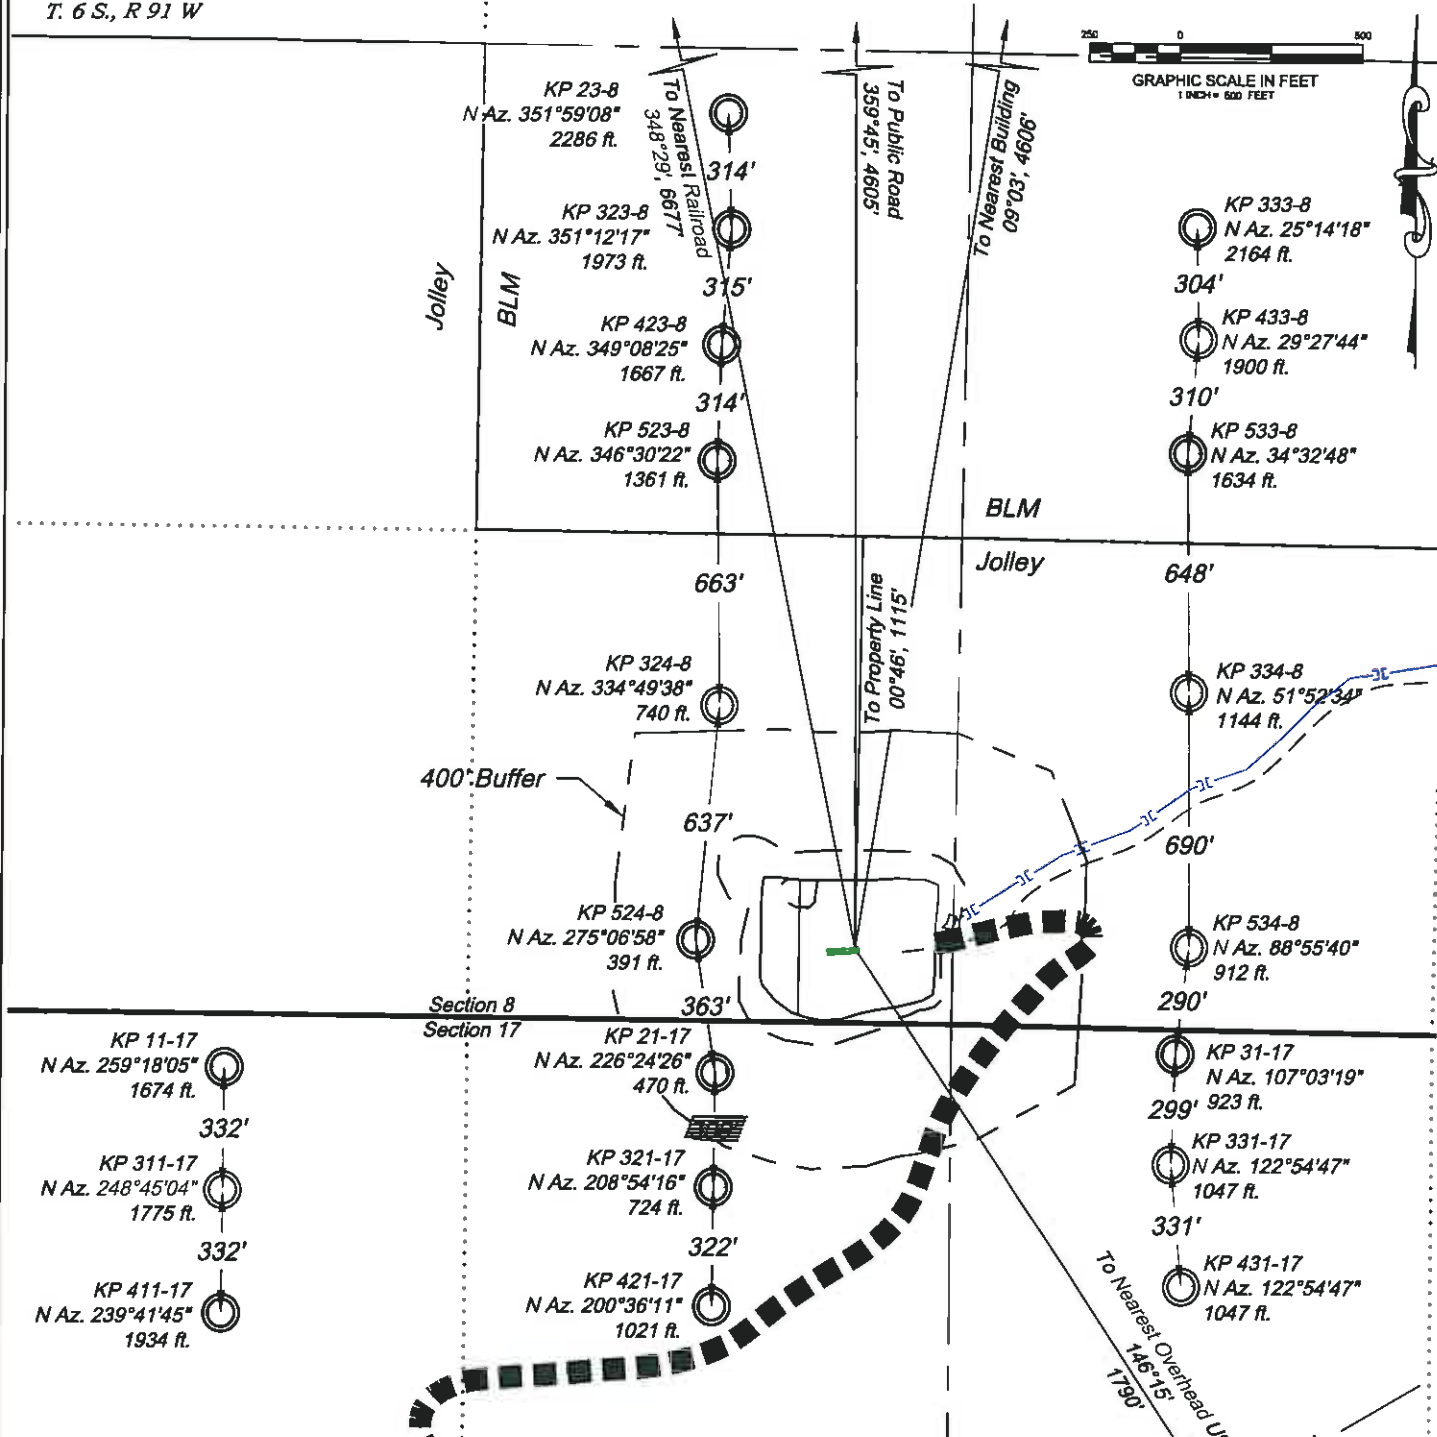 T. 6 S., R 91 W
250 0 500
GRAPHIC SCALE IN FEET
1 INCH = 500 FEET
KP 23-8
N Az. 351°59'08"
2286 ft.
314'
KP 323-8
N Az. 351°12'17"
1973 ft.
315'
KP 423-8
N Az. 349°08'25"
1667 ft.
314'
KP 523-8
N Az. 346°30'22"
1361 ft.
663'
KP 324-8
N Az. 334°49'38"
740 ft.
637'
KP 524-8
N Az. 275°06'58"
391 ft.
363'
To Nearest Railroad
348°29', 6677'
To Public Road
359°45', 4605'
To Nearest Building
09°03', 4606'
To Property Line
00°46', 1115'
KP 333-8
N Az. 25°14'18"
2164 ft.
304'
KP 433-8
N Az. 29°27'44"
1900 ft.
310'
KP 533-8
N Az. 34°32'48"
1634 ft.
648'
KP 334-8
N Az. 51°52'34"
1144 ft.
690'
KP 534-8
N Az. 88°55'40"
912 ft.
290'
Jolley
BLM
BLM
Jolley
400' Buffer
Section 8
Section 17
KP 11-17
N Az. 259°18'05"
1674 ft.
332'
KP 311-17
N Az. 248°45'04"
1775 ft.
332'
KP 411-17
N Az. 239°41'45"
1934 ft.
KP 21-17
N Az. 226°24'26"
470 ft.
KP 321-17
N Az. 208°54'16"
724 ft.
322'
KP 421-17
N Az. 200°36'11"
1021 ft.
KP 31-17
N Az. 107°03'19"
923 ft.
299'
KP 331-17
N Az. 122°54'47"
1047 ft.
331'
KP 431-17
N Az. 122°54'47"
1047 ft.
To Nearest Overhead
146°15'
1790'